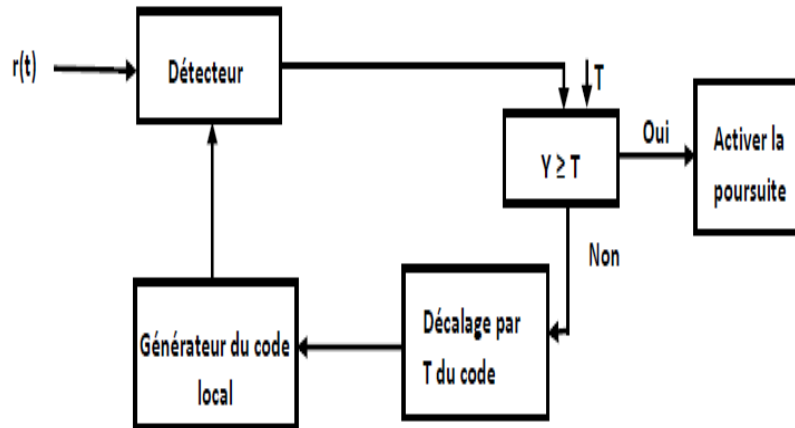 r(t)
Détecteur
T
Y ≥ T
Oui
Activer la
poursuite
Non
Décalage par
T du code
Générateur du code
local